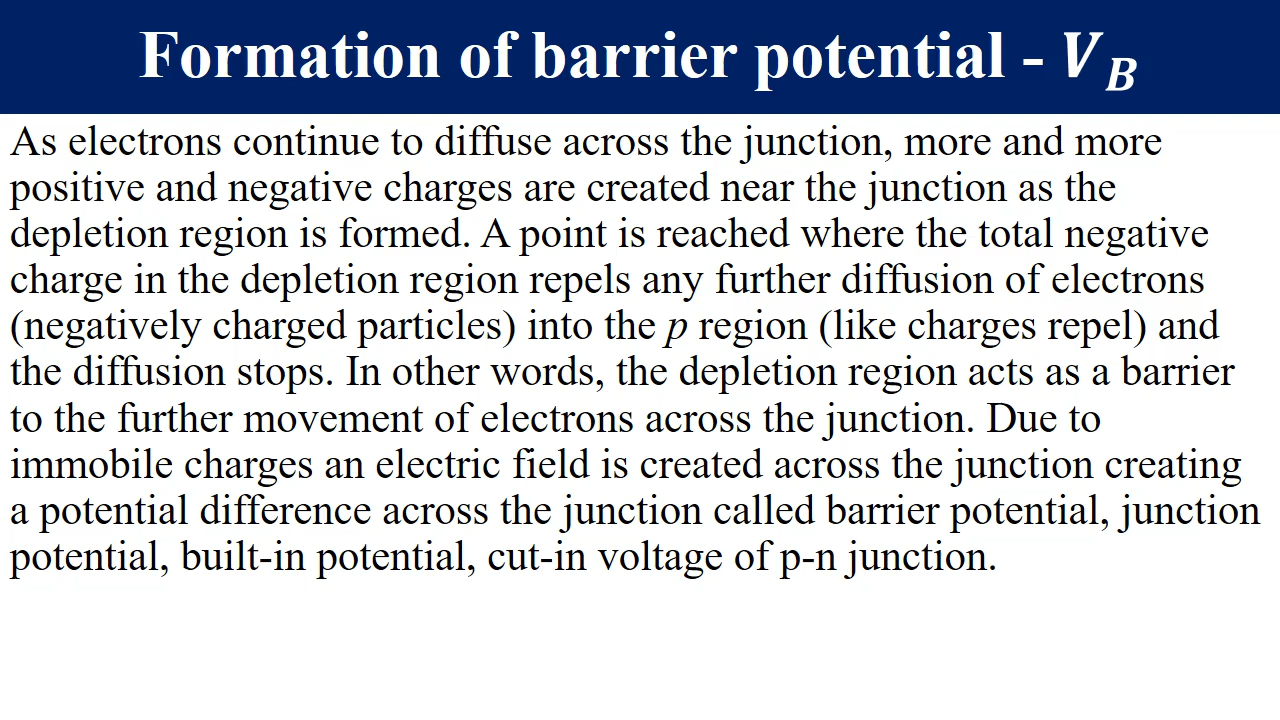 Formation of barrier potential - V_B
As electrons continue to diffuse across the junction, more and more
positive and negative charges are created near the junction as the
depletion region is formed. A point is reached where the total negative
charge in the depletion region repels any further diffusion of electrons
(negatively charged particles) into the p region (like charges repel) and
the diffusion stops. In other words, the depletion region acts as a barrier
to the further movement of electrons across the junction. Due to
immobile charges an electric field is created across the junction creating
a potential difference across the junction called barrier potential, junction
potential, built-in potential, cut-in voltage of p-n junction.